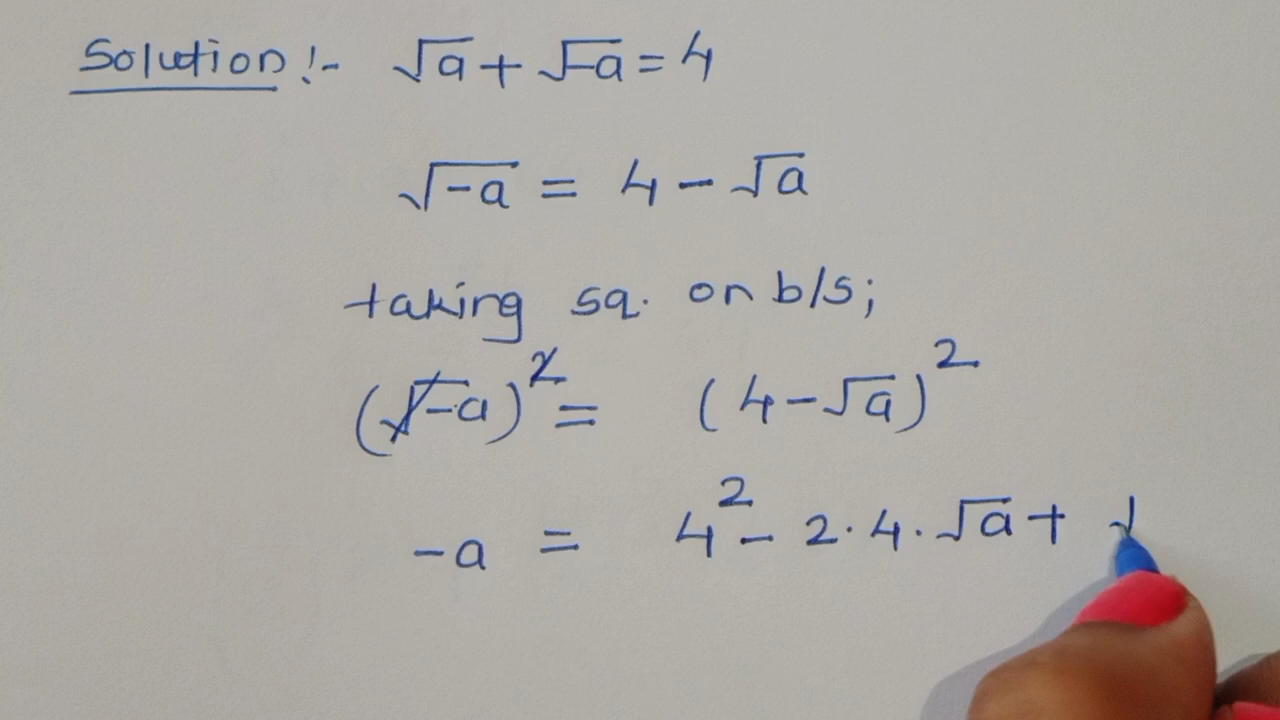 Solution :- √a + √-a = 4
√-a = 4 - √a
taking sq. on b/s;
(√-a)² = (4-√a)²
-a = 4² - 2·4·√a + √